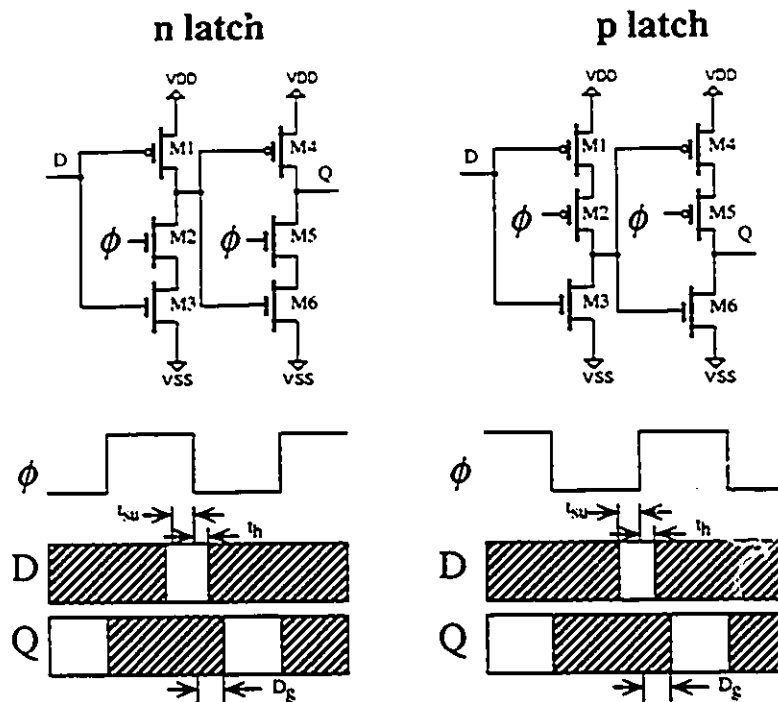 n latch
p latch
VDD VDD
VDD VDD
D M1 M4 Q
ϕ M2 ϕ M5
M3 M6
VSS VSS
D M1 M4
ϕ M2 ϕ M5 Q
M3 M6
VSS VSS
ϕ
tsu th
D
Q
Dg
ϕ
tsu th
D
Q
Dg